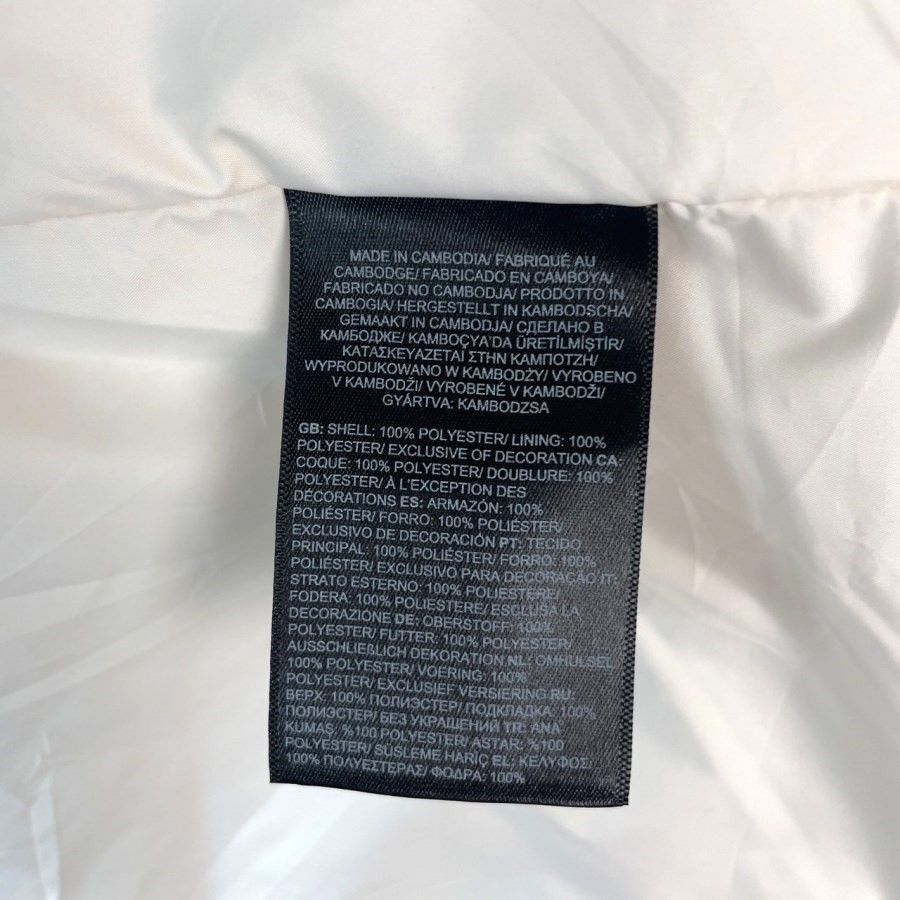 MADE IN CAMBODIA/ FABRIQUÉ AU
CAMBODGE/ FABRICADO EN CAMBOYA/
FABRICADO NO CAMBODJA/ PRODOTTO IN
CAMBOGIA/ HERGESTELLT IN KAMBODSCHA/
GEMAAKT IN CAMBODJA/ СДЕЛАНО В
КАМБОДЖЕ/ KAMBOÇYA'DA ÜRETİLMİŞTİR/
ΚΑΤΑΣΚΕΥΑΖΕΤΑΙ ΣΤΗΝ ΚΑΜΠΟΤΖΗ/
WYPRODUKOWANO W KAMBODŻY/ VYROBENO
V KAMBODŽI/ VYROBENÉ V KAMBODŽI/
GYÁRTVA: KAMBODZSA
GB: SHELL: 100% POLYESTER/ LINING: 100%
POLYESTER/ EXCLUSIVE OF DECORATION CA:
COQUE: 100% POLYESTER/ DOUBLURE: 100%
POLYESTER/ À L'EXCEPTION DES
DÉCORATIONS ES: ARMAZÓN: 100%
POLIÉSTER/ FORRO: 100% POLIÉSTER/
EXCLUSIVO DE DECORACIÓN PT: TECIDO
PRINCIPAL: 100% POLIÉSTER/ FORRO: 100%
POLIÉSTER/ EXCLUSIVO PARA DECORAÇÃO IT:
STRATO ESTERNO: 100% POLIESTERE/
FODERA: 100% POLIESTERE/ ESCLUSA LA
DECORAZIONE DE: OBERSTOFF: 100%
POLYESTER/ FUTTER: 100% POLYESTER/
AUSSCHLIEßLICH DEKORATION NL: OMHULSEL:
100% POLYESTER/ VOERING: 100%
POLYESTER/ EXCLUSIEF VERSIERING RU:
ВЕРХ: 100% ПОЛИЭСТЕР/ ПОДКЛАДКА: 100%
ПОЛИЭСТЕР/ БЕЗ УКРАШЕНИЙ TR: ANA
KUMAŞ: %100 POLYESTER/ ASTAR: %100
POLYESTER/ SÜSLEME HARİÇ EL: ΚΕΛΥΦΟΣ:
100% ΠΟΛΥΕΣΤΕΡΑΣ/ ΦΟΔΡΑ: 100%